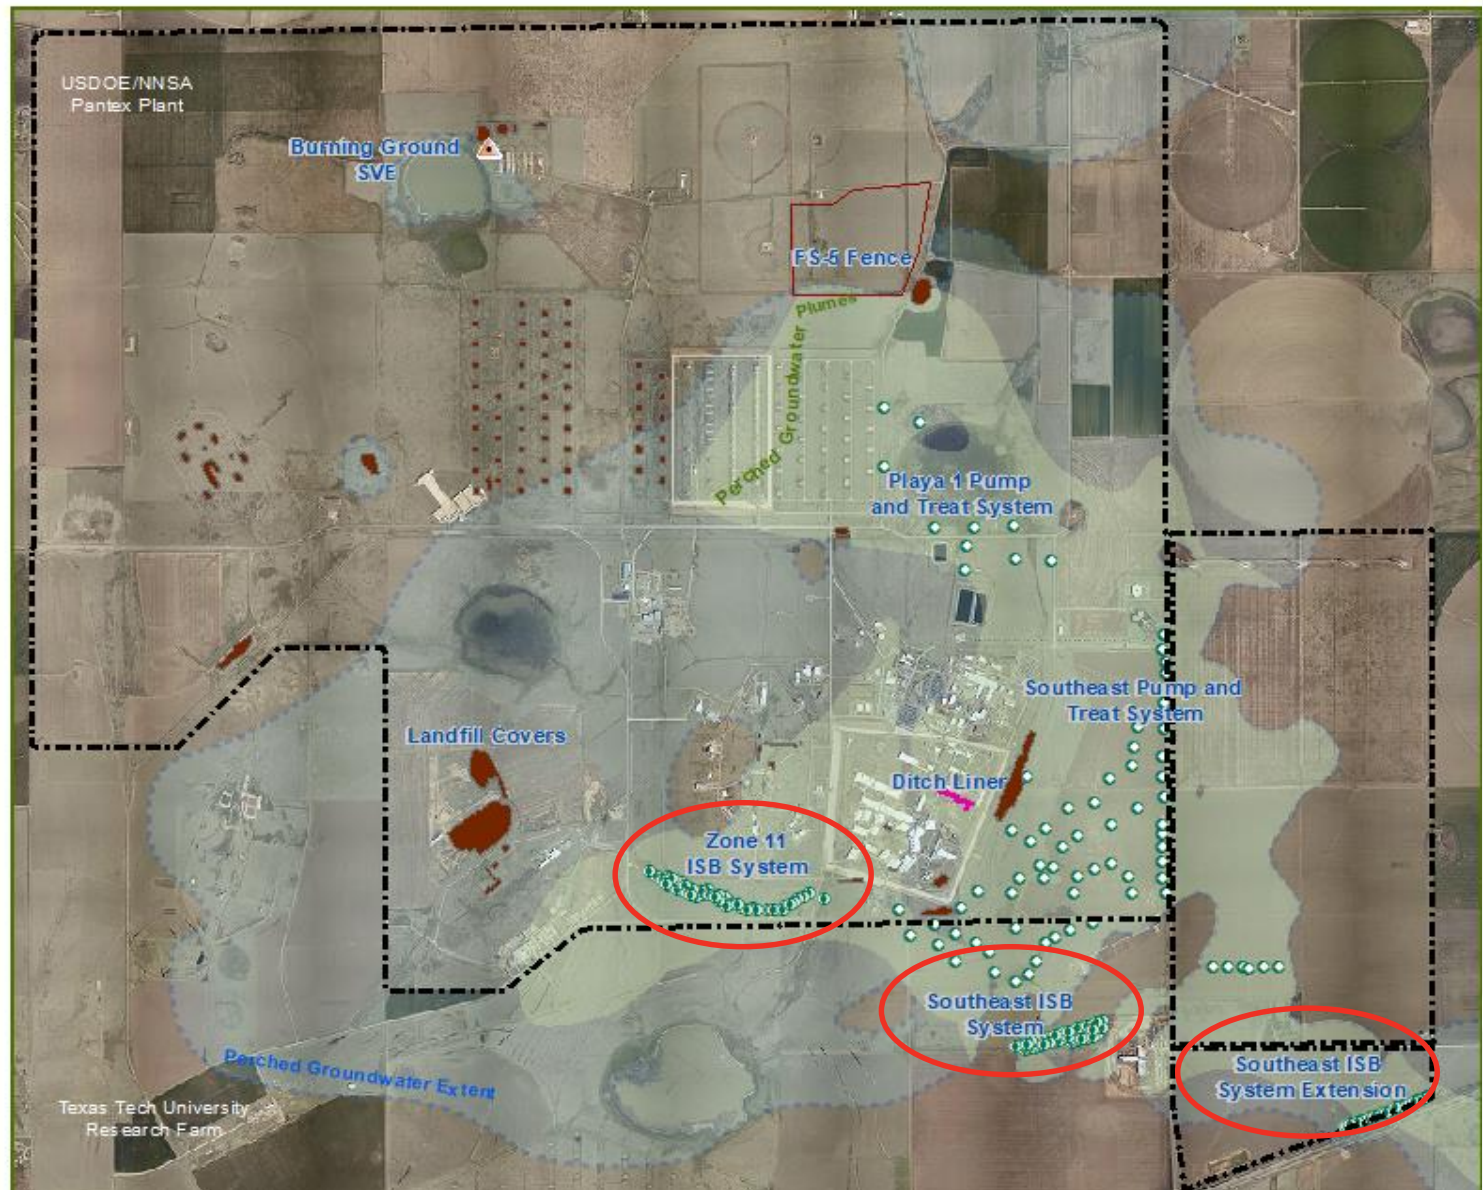 USDOE/NNSA
Pantex Plant
Burning Ground
SVE
FS-5 Fence
Perched Groundwater Plumes
Playa 1 Pump
and Treat System
Southeast Pump and
Treat System
Landfill Covers
Ditch Liner
Zone 11
ISB System
Southeast ISB
System
Southeast ISB
System Extension
Perched Groundwater Extent
Texas Tech University
Research Farm